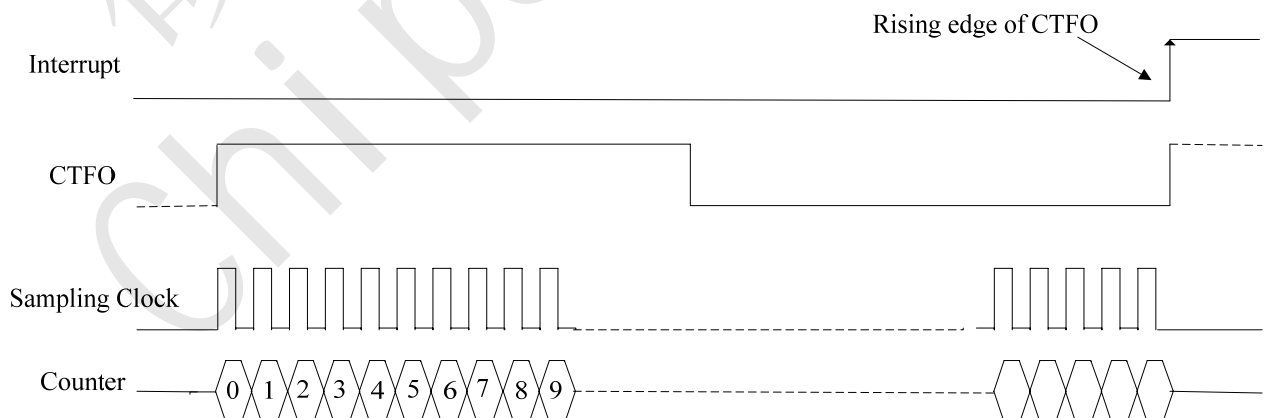 Rising edge of CTFO
Interrupt
CTFO
Sampling Clock
Counter
0 1 2 3 4 5 6 7 8 9